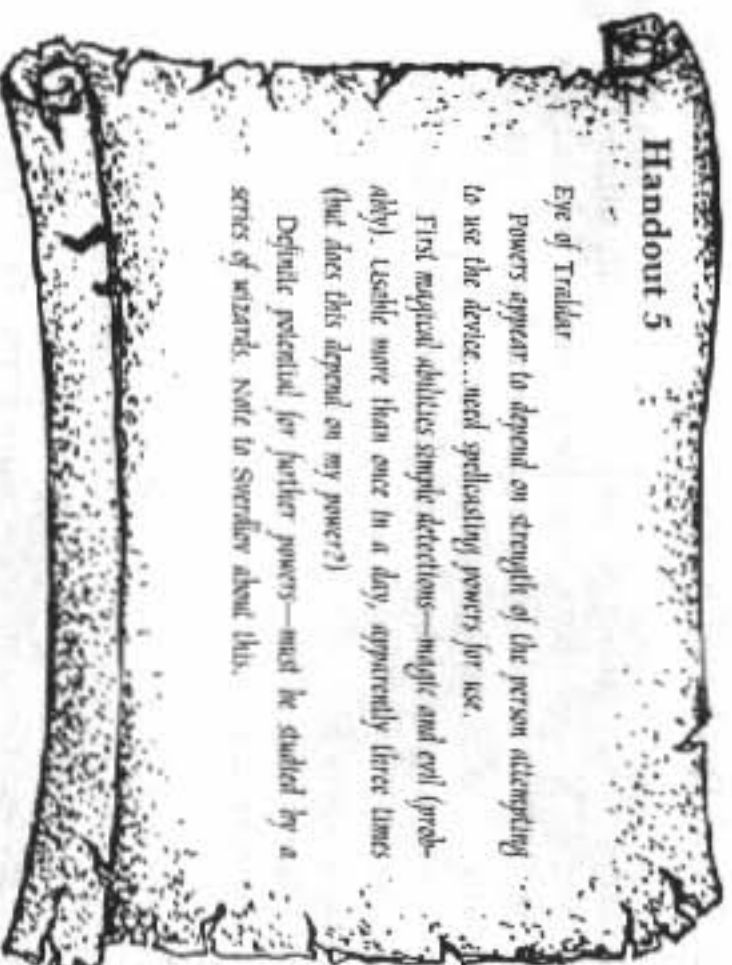 Handout 5
Eye of Traldar
Powers appear to depend on strength of the person attempting
to use the device...need spellcasting powers for use.
First magical abilities simple detections—magic and evil (prob-
ably). Usable more than once in a day, apparently three times
(but does this depend on my power?)
Definite potential for further powers—must be studied by a
series of wizards. Note to Sverdlov about this.